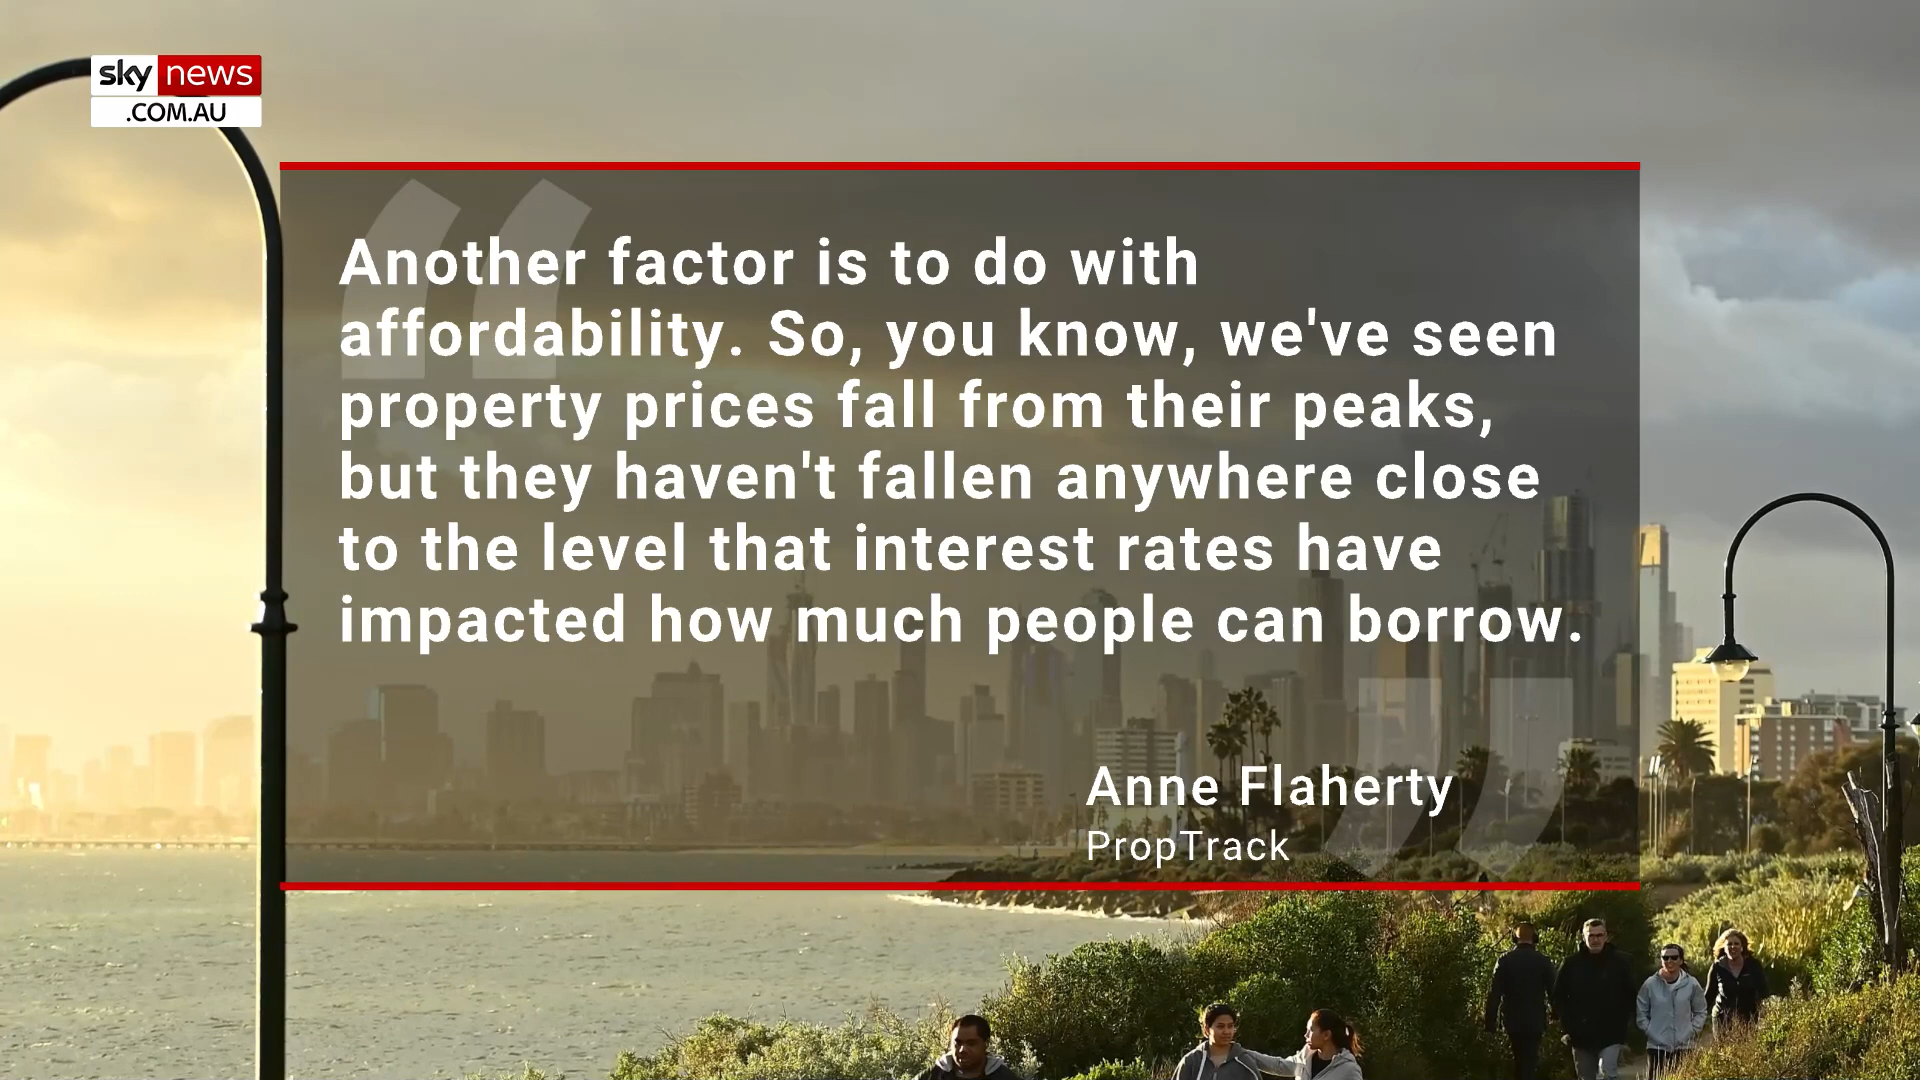 sky news
.COM.AU
Another factor is to do with
affordability. So, you know, we've seen
property prices fall from their peaks,
but they haven't fallen anywhere close
to the level that interest rates have
impacted how much people can borrow.
Anne Flaherty
PropTrack